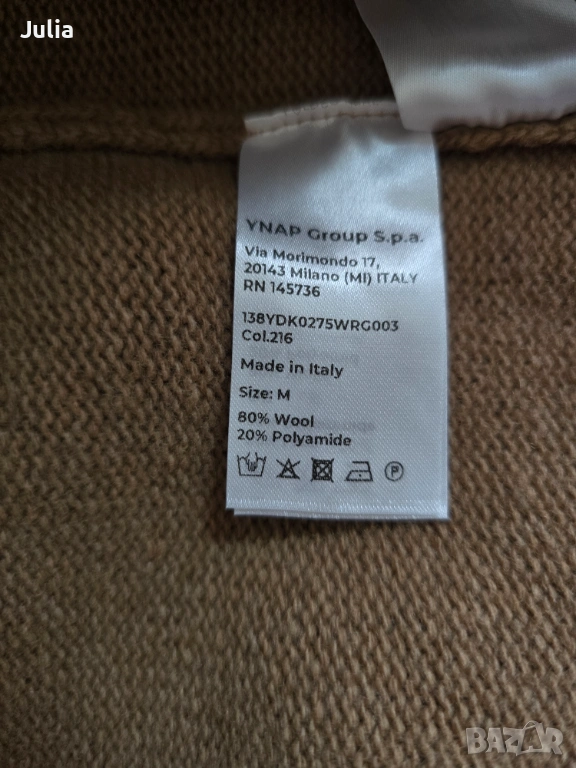 Julia
YNAP Group S.p.a.
Via Morimondo 17,
20143 Milano (MI) ITALY
RN 145736
138YDK0275WRG003
Col.216
Made in Italy
Size: M
80% Wool
20% Polyamide
P
BAZAR